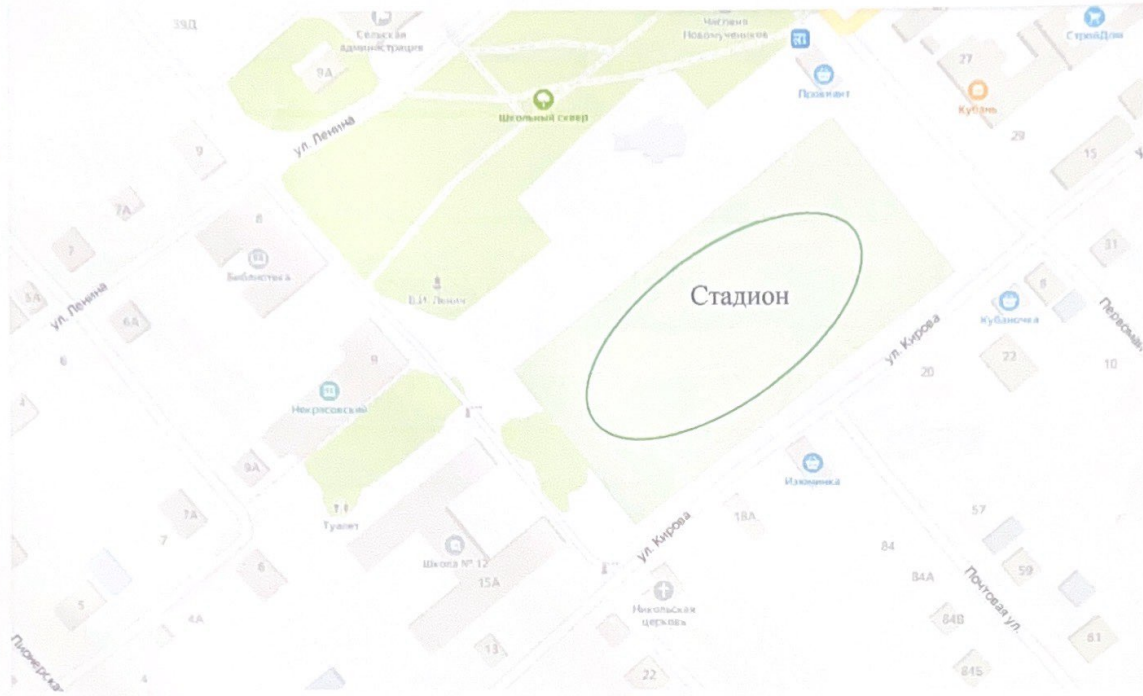 39Д
Сельская
администрация
Часовня
Новомучеников
СтройДом
9А
27
Провиант
Кубань
Школьный сквер
29
ул. Ленина
15
9
7А
8
7
31
Библиотека
В.И. Ленин
Стадион
8
5А
ул. Ленина
6А
Кубаночка
ул. Кирова
22
10
6
9
20
4
Некрасовский
9А
Изюминка
7А
Туалет
18А
57
7
ул. Кирова
84
Школа № 12
6
15А
59
84А
Почтовая ул.
5
Никольская
церковь
4А
84В
81
13
22
84Б
4